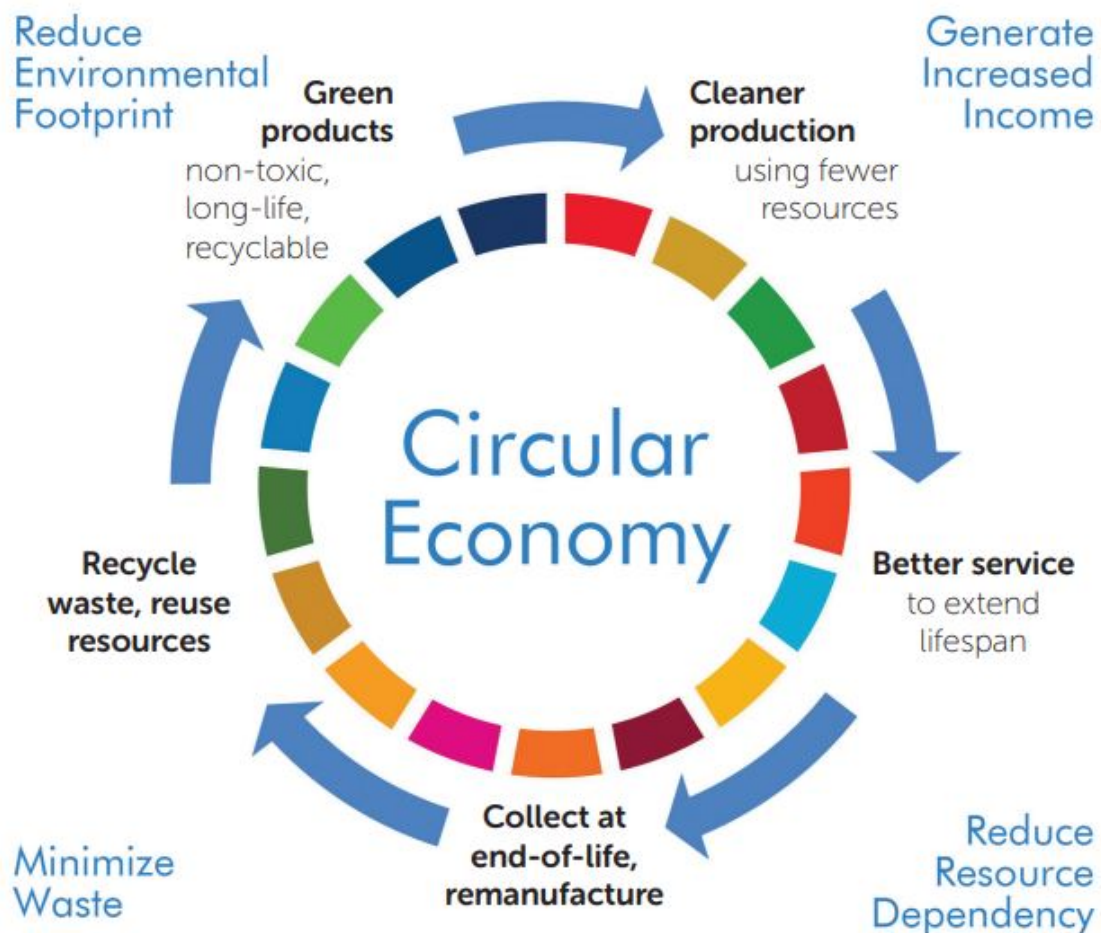 Reduce
Environmental
Footprint
Generate
Increased
Income
Green
products
non-toxic,
long-life,
recyclable
Cleaner
production
using fewer
resources
Circular
Economy
Better service
to extend
lifespan
Recycle
waste, reuse
resources
Collect at
end-of-life,
remanufacture
Minimize
Waste
Reduce
Resource
Dependency